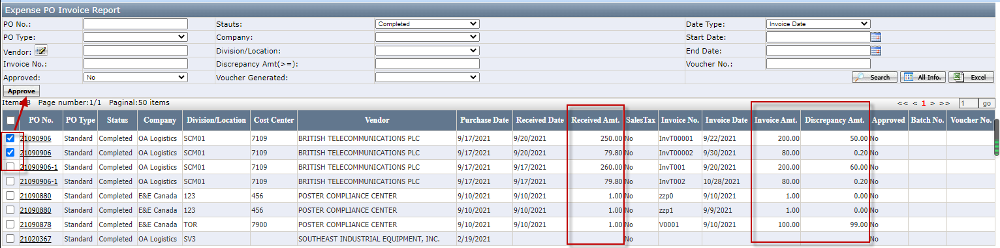 Expense PO Invoice Report
PO No.: Stauts: Completed Date Type: Invoice Date
PO Type: Company: Start Date:
Vendor: Division/Location: End Date:
Invoice No.: Discrepancy Amt(>=): Voucher No.:
Approved: No Voucher Generated: Search All Info. Excel
Approve
Items 8 Page number:1/1 Paginal:50 items << < 1 > >> 1 go
PO No. PO Type Status Company Division/Location Cost Center Vendor Purchase Date Received Date Received Amt. SalesTax Invoice No. Invoice Date Invoice Amt. Discrepancy Amt. Approved Batch No. Voucher No.
21090906 Standard Completed OA Logistics SCM01 7109 BRITISH TELECOMMUNICATIONS PLC 9/17/2021 9/20/2021 250.00 No InvT00001 9/22/2021 200.00 50.00 No
21090906 Standard Completed OA Logistics SCM01 7109 BRITISH TELECOMMUNICATIONS PLC 9/17/2021 9/20/2021 79.80 No InvT00002 9/30/2021 80.00 0.20 No
21090906-1 Standard Completed OA Logistics SCM01 7109 BRITISH TELECOMMUNICATIONS PLC 9/17/2021 9/17/2021 260.00 No InvT001 9/20/2021 200.00 60.00 No
21090906-1 Standard Completed OA Logistics SCM01 7109 BRITISH TELECOMMUNICATIONS PLC 9/17/2021 9/17/2021 79.80 No InvT002 10/28/2021 80.00 0.20 No
21090880 Standard Completed E&E Canada 123 456 POSTER COMPLIANCE CENTER 9/10/2021 9/10/2021 1.00 No zzp0 9/10/2021 1.00 0.00 No
21090880 Standard Completed E&E Canada 123 456 POSTER COMPLIANCE CENTER 9/10/2021 9/10/2021 1.00 No zzp1 9/9/2021 1.00 0.00 No
21090878 Standard Completed E&E Canada TOR 7900 POSTER COMPLIANCE CENTER 9/10/2021 9/10/2021 1.00 No V0001 9/10/2021 100.00 99.00 No
21020367 Standard Completed OA Logistics SV3 SOUTHEAST INDUSTRIAL EQUIPMENT, INC. 2/19/2021 No No